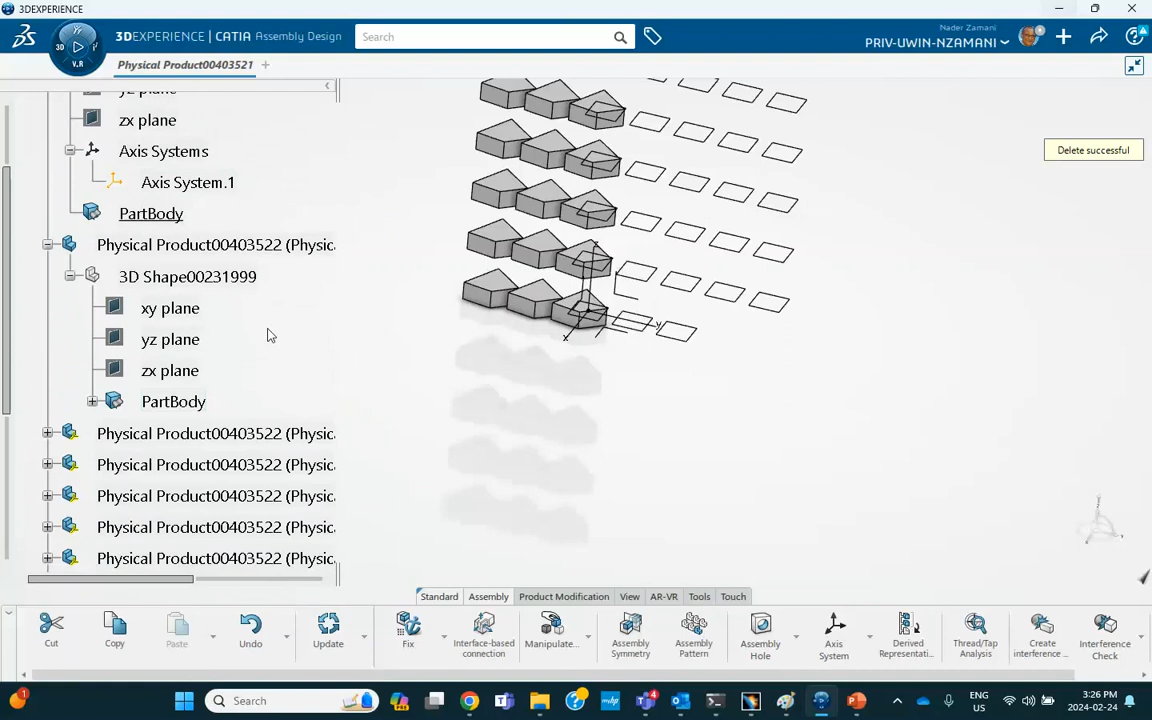 3DEXPERIENCE
3DEXPERIENCE | CATIA Assembly Design
Search
Nader Zamani
PRIV-UWIN-NZAMANI
3D
V.R
Physical Product00403521
yz plane
zx plane
Axis Systems
Axis System.1
PartBody
Physical Product00403522 (Physic
3D Shape00231999
xy plane
yz plane
zx plane
PartBody
Physical Product00403522 (Physic
Physical Product00403522 (Physic
Physical Product00403522 (Physic
Physical Product00403522 (Physic
Physical Product00403522 (Physic
Delete successful
y
x
Standard Assembly Product Modification View AR-VR Tools Touch
Cut
Copy
Paste
Undo
Update
Fix
Interface-based
connection
Manipulate...
Assembly
Symmetry
Assembly
Pattern
Assembly
Hole
Axis
System
Derived
Representati...
Thread/Tap
Analysis
Create
interference ...
Interference
Check
1
Search
4
ENG
US
3:26 PM
2024-02-24